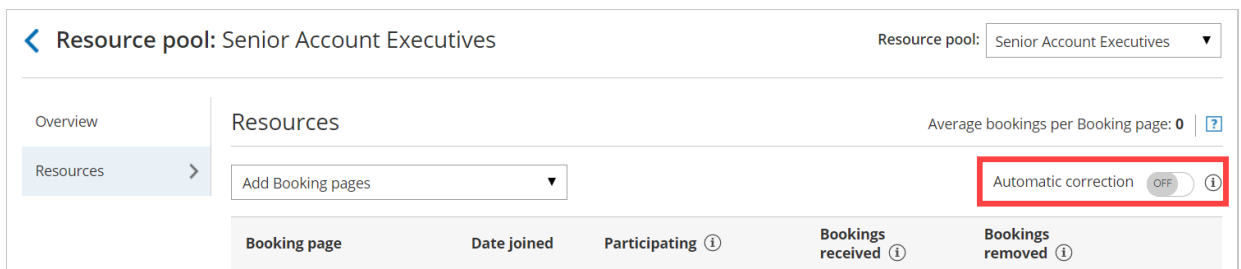 Resource pool: Senior Account Executives
Resource pool: Senior Account Executives
Overview
Resources
Resources
Average bookings per Booking page: 0 ?
Add Booking pages
Automatic correction OFF i
Booking page
Date joined
Participating i
Bookings
received i
Bookings
removed i